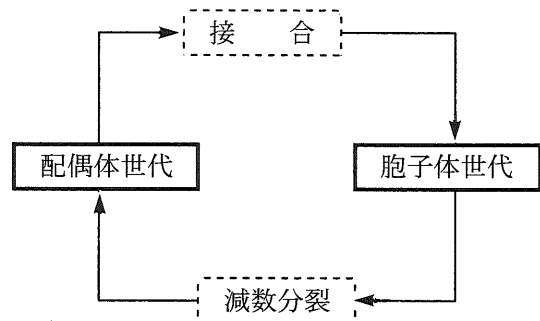 接　　合
配偶体世代
胞子体世代
減数分裂